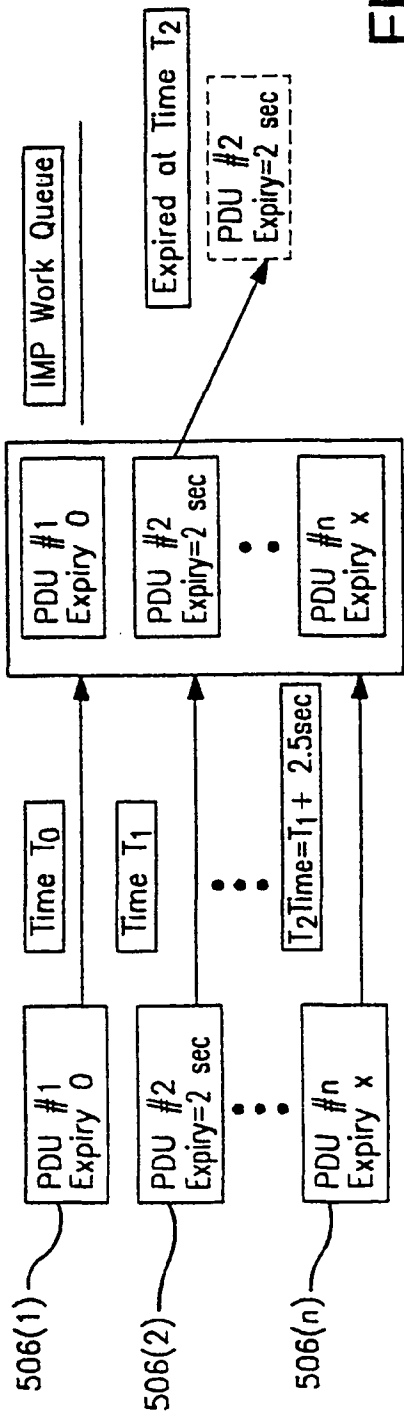 506(1)
PDU #1
Expiry 0
Time T0
PDU #1
Expiry 0
IMP Work Queue
506(2)
PDU #2
Expiry=2 sec
Time T1
PDU #2
Expiry=2 sec
Expired at Time T2
PDU #2
Expiry=2 sec
506(n)
PDU #n
Expiry x
T2Time=T1+ 2.5sec
PDU #n
Expiry x